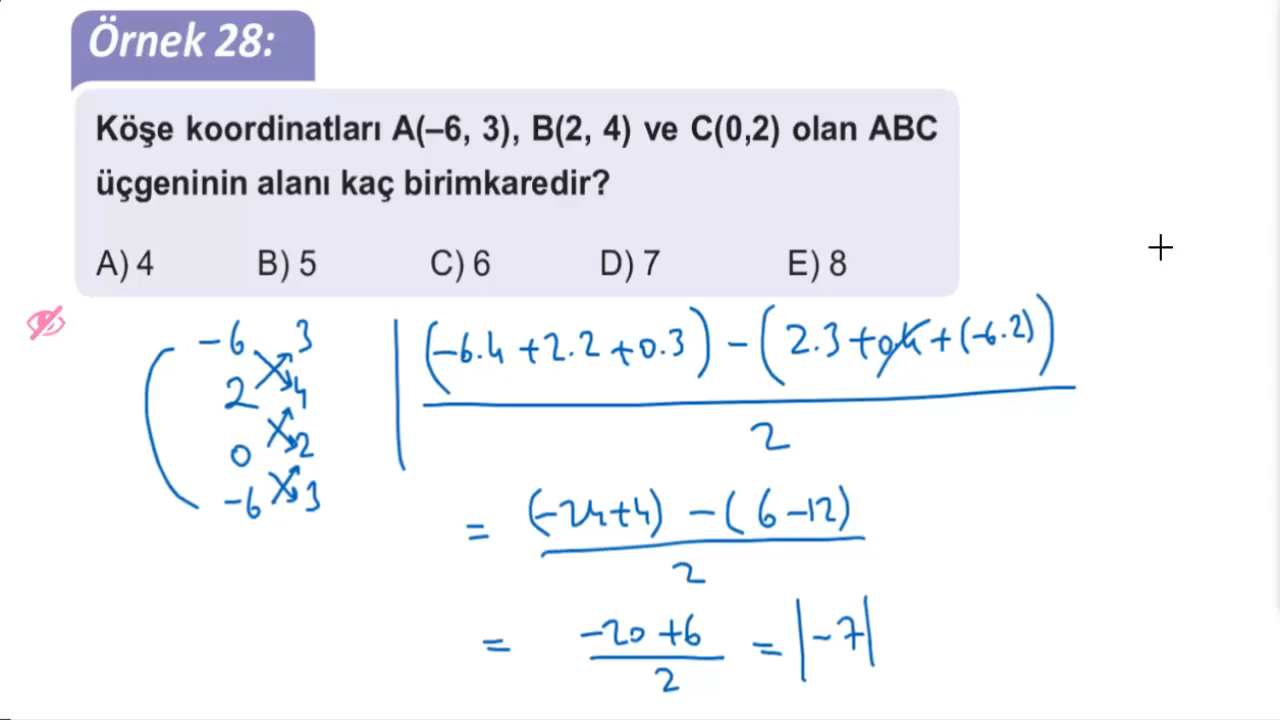 Örnek 28:
Köşe koordinatları A(–6, 3), B(2, 4) ve C(0,2) olan ABC
üçgeninin alanı kaç birimkaredir?
A) 4 B) 5 C) 6 D) 7 E) 8
-6 3
2 4
0 2
-6 3
|(-6.4 + 2.2 + 0.3) - (2.3 + 0.4 + (-6.2))
2
= (-24+4) - (6-12)
2
= -20+6 = |-7|
2